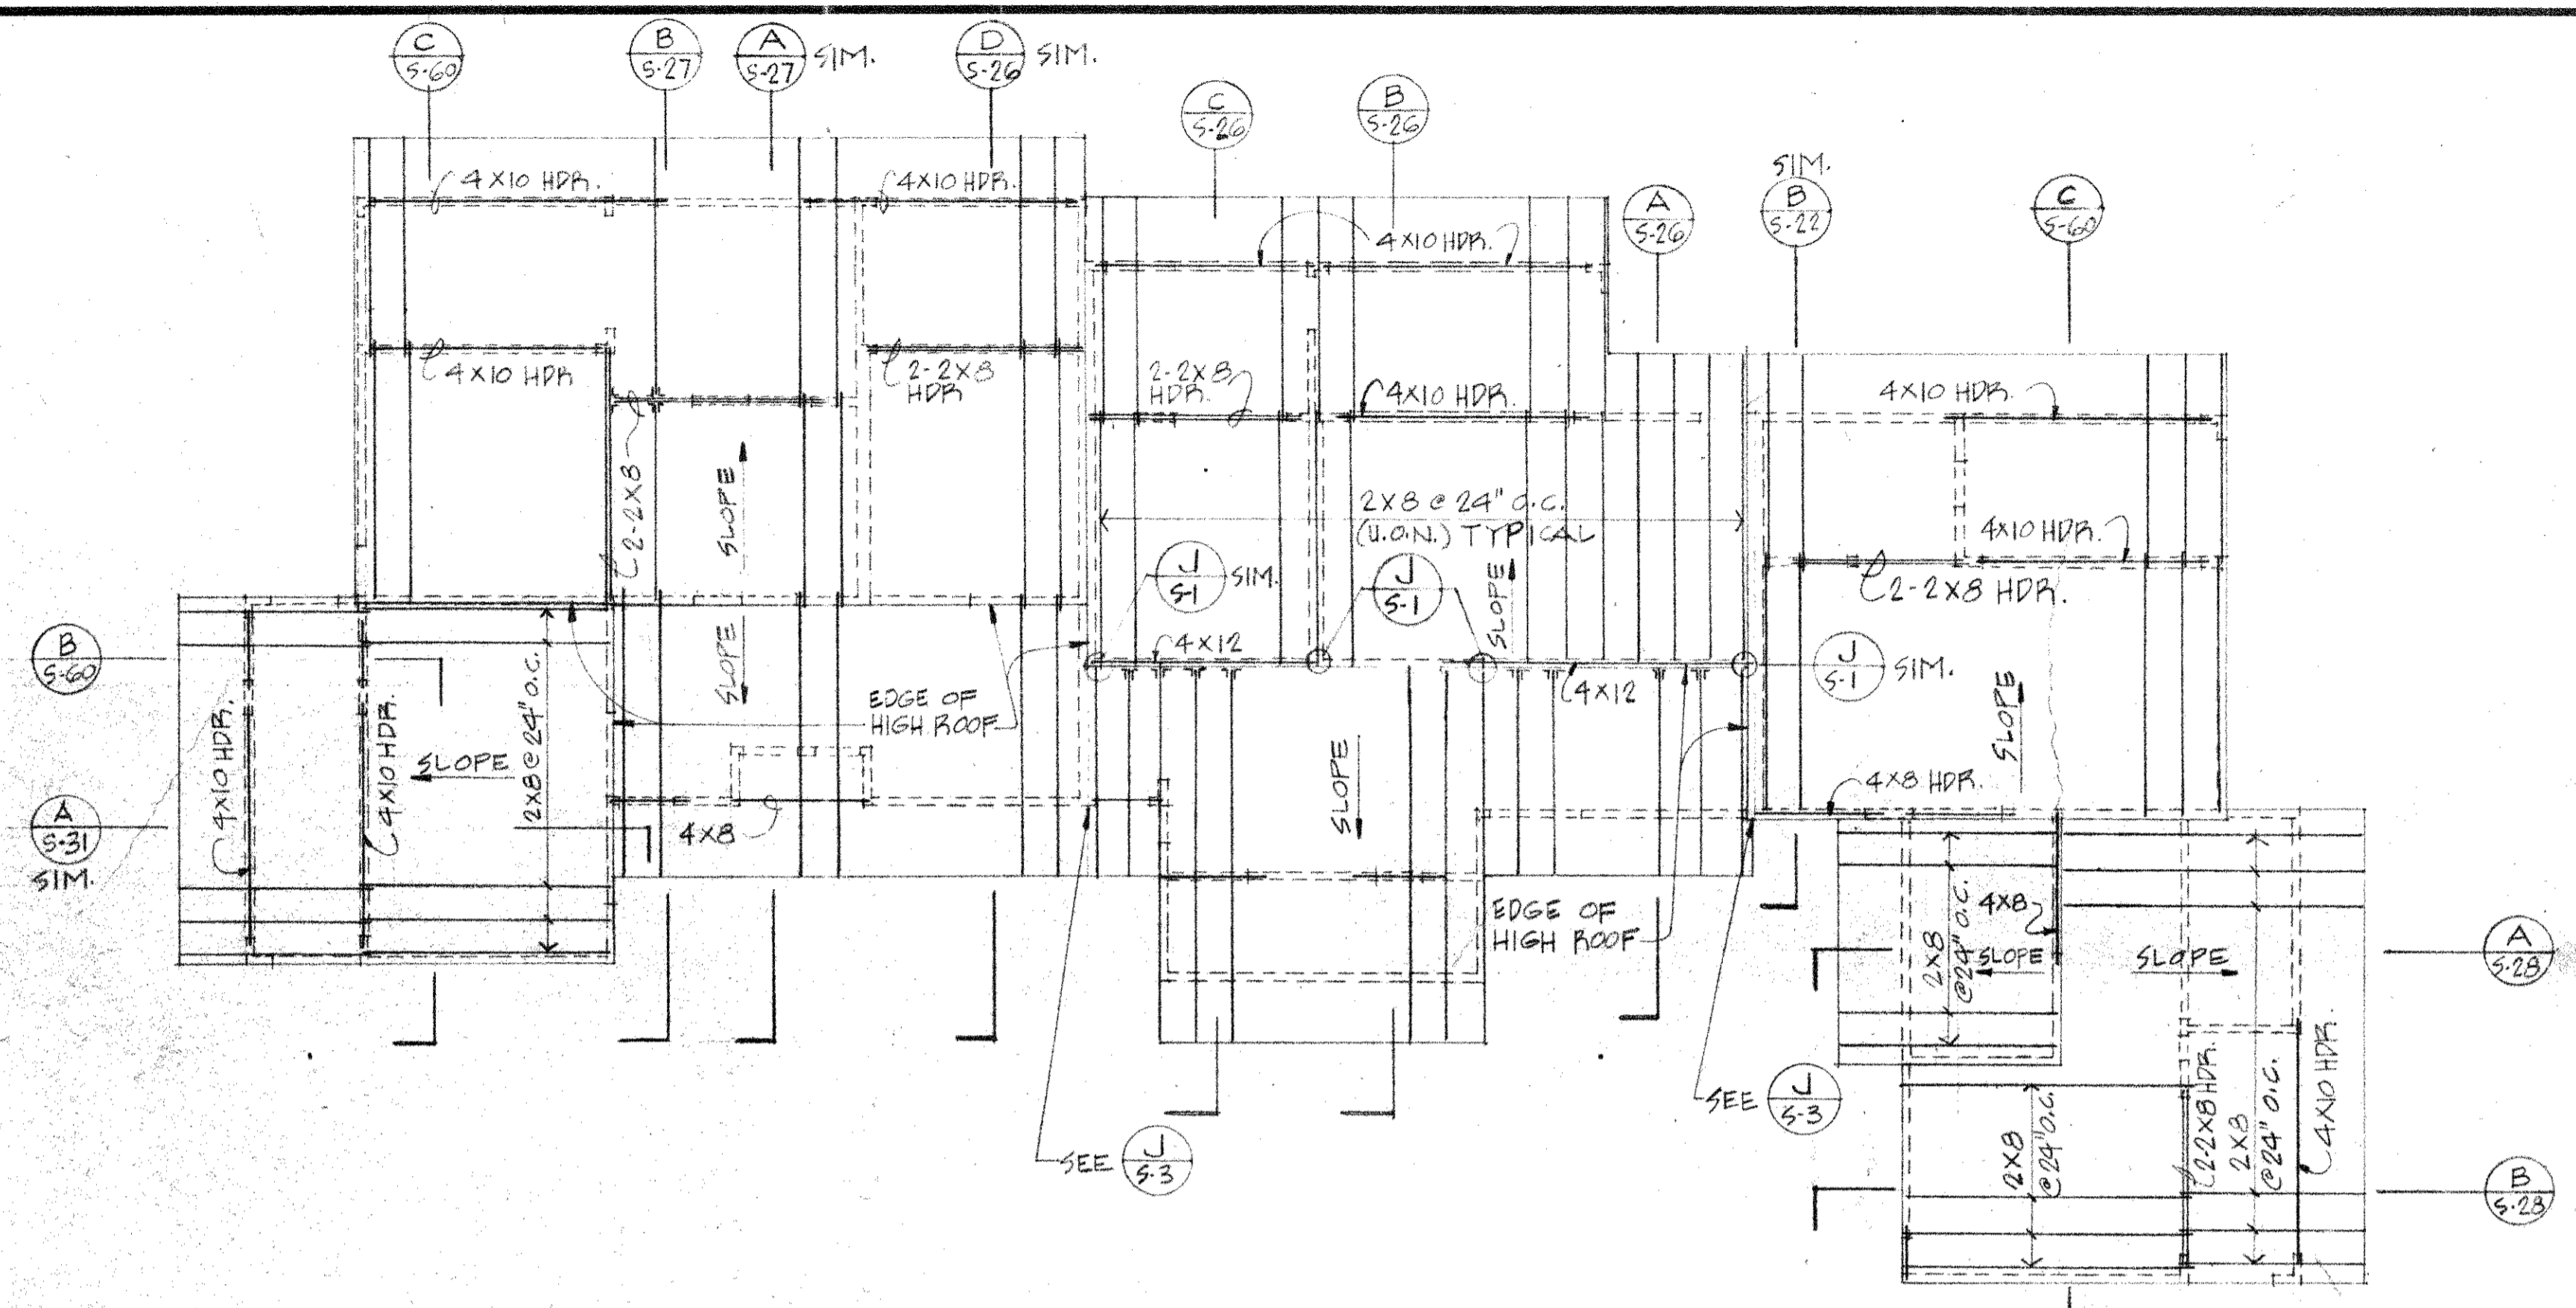 C
S-60
B
S-27
A
S-27
SIM.
D
S-26
SIM.
C
S-26
B
S-26
A
S-26
SIM.
B
S-22
C
S-60
4X10 HDR.
4X10 HDR.
4X10 HDR.
4X10 HDR
2-2X8
HDR
2-2X8
HDR.
4X10 HDR.
4X10 HDR.
2-2X8
SLOPE
2X8 @ 24" O.C.
(U.O.N.) TYPICAL
4X10 HDR.
2-2X8 HDR.
J
S-1
SIM.
J
S-1
SLOPE
B
S-60
SLOPE
4X12
4X12
J
S-1
SIM.
EDGE OF
HIGH ROOF
4X10 HDR.
4X10 HDR.
SLOPE
2X8 @ 24" O.C.
SLOPE
SLOPE
4X8 HDR.
A
S-31
SIM.
4X8
EDGE OF
HIGH ROOF
2X8
@24" O.C.
4X8
SLOPE
SLOPE
A
S-28
SEE
J
S-3
SEE
J
S-3
2X8
@24" O.C.
2-2X8 HDR.
2X8
@24" O.C.
4X10 HDR.
B
S-28